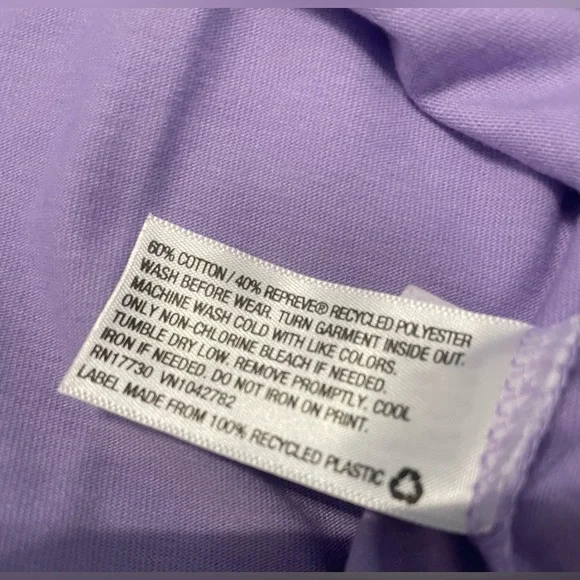 60% COTTON / 40% REPREVE® RECYCLED POLYESTER
WASH BEFORE WEAR. TURN GARMENT INSIDE OUT.
MACHINE WASH COLD WITH LIKE COLORS.
ONLY NON-CHLORINE BLEACH IF NEEDED.
TUMBLE DRY LOW. REMOVE PROMPTLY. COOL
IRON IF NEEDED. DO NOT IRON ON PRINT.
RN17730 VN1042782
LABEL MADE FROM 100% RECYCLED PLASTIC